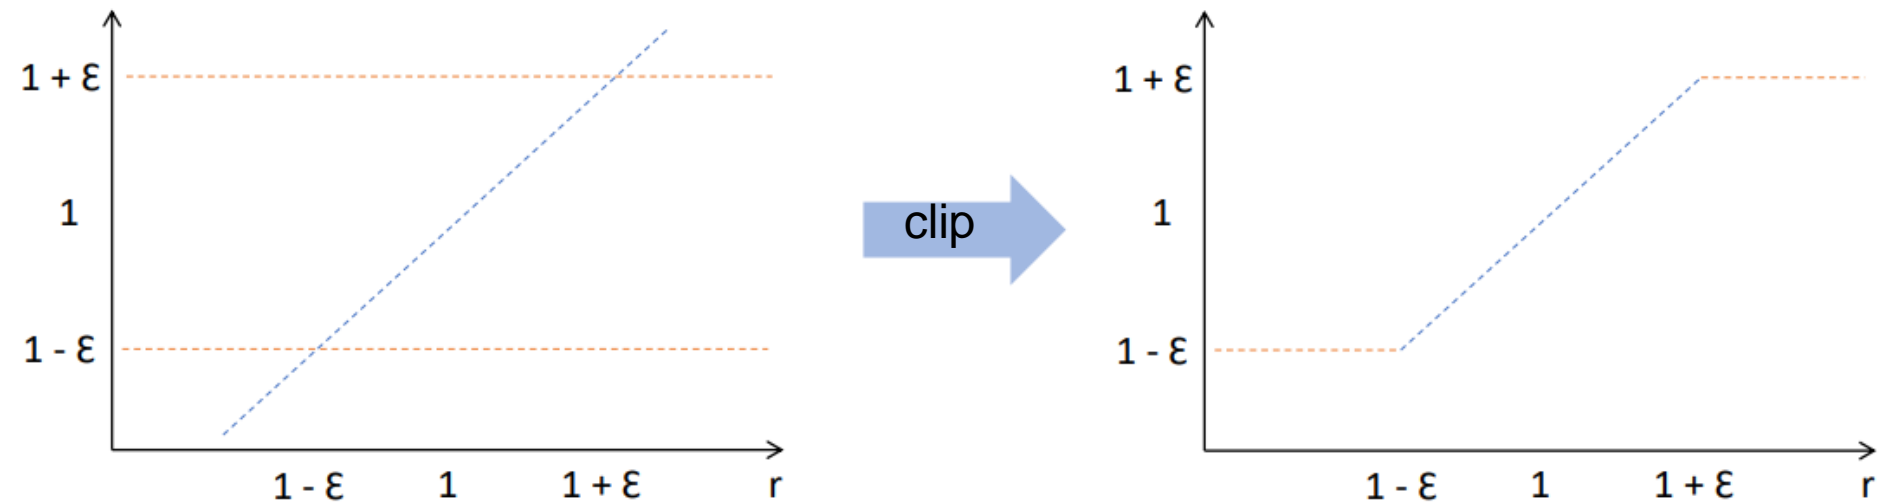 1 + Ɛ
1
1 - Ɛ
1 - Ɛ 1 1 + Ɛ r
clip
1 + Ɛ
1
1 - Ɛ
1 - Ɛ 1 1 + Ɛ r